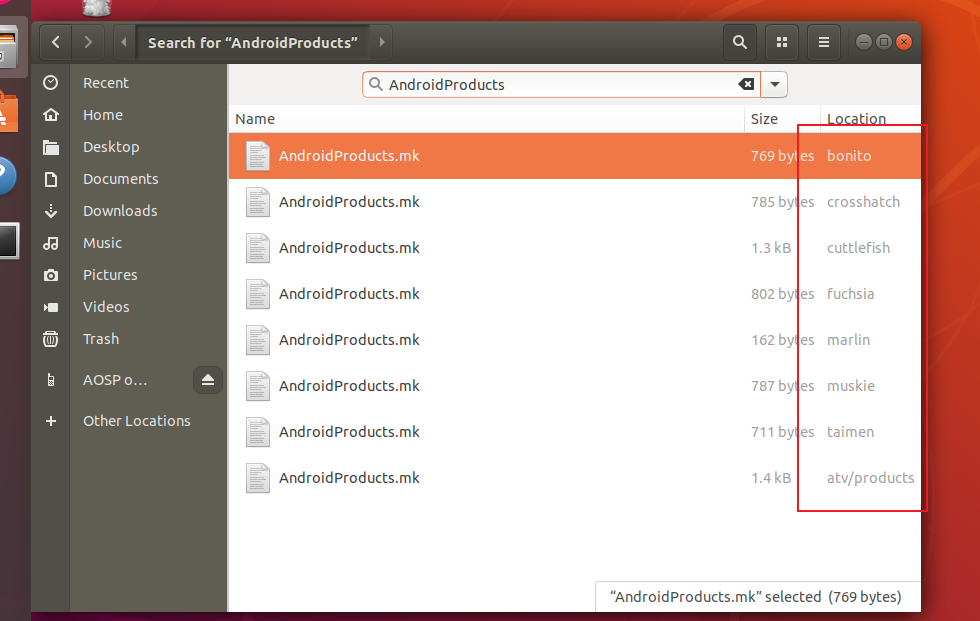 Search for “AndroidProducts”
AndroidProducts
Recent
Home
Desktop
Documents
Downloads
Music
Pictures
Videos
Trash
AOSP o…
Other Locations
Name Size Location
AndroidProducts.mk 769 bytes bonito
AndroidProducts.mk 785 bytes crosshatch
AndroidProducts.mk 1.3 kB cuttlefish
AndroidProducts.mk 802 bytes fuchsia
AndroidProducts.mk 162 bytes marlin
AndroidProducts.mk 787 bytes muskie
AndroidProducts.mk 711 bytes taimen
AndroidProducts.mk 1.4 kB atv/products
“AndroidProducts.mk” selected (769 bytes)